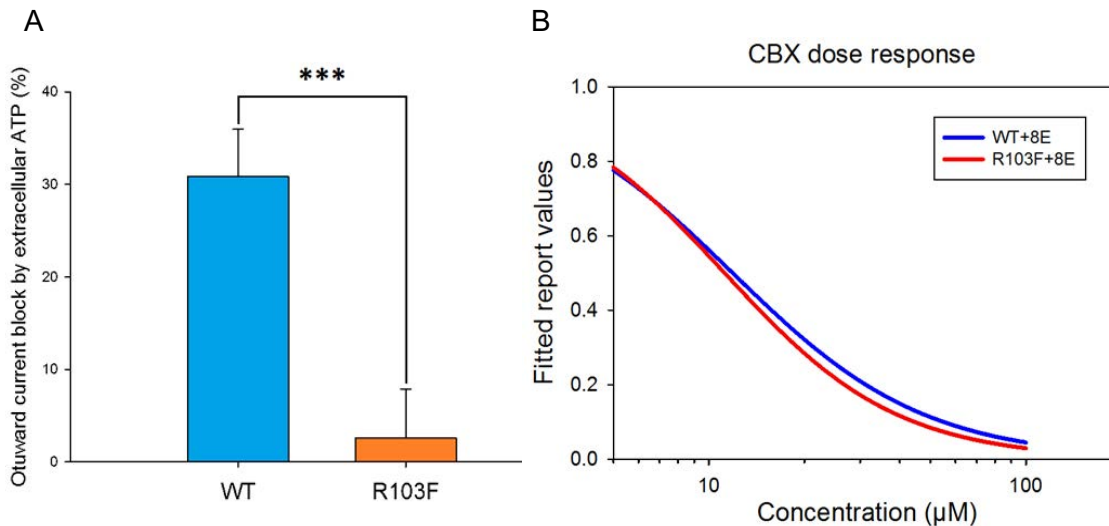 A
Otuward current block by extracellular ATP (%)
40
30
20
10
0
***
WT
R103F
B
CBX dose response
Fitted report values
1.0
0.8
0.6
0.4
0.2
0.0
WT+8E
R103F+8E
10
100
Concentration (µM)